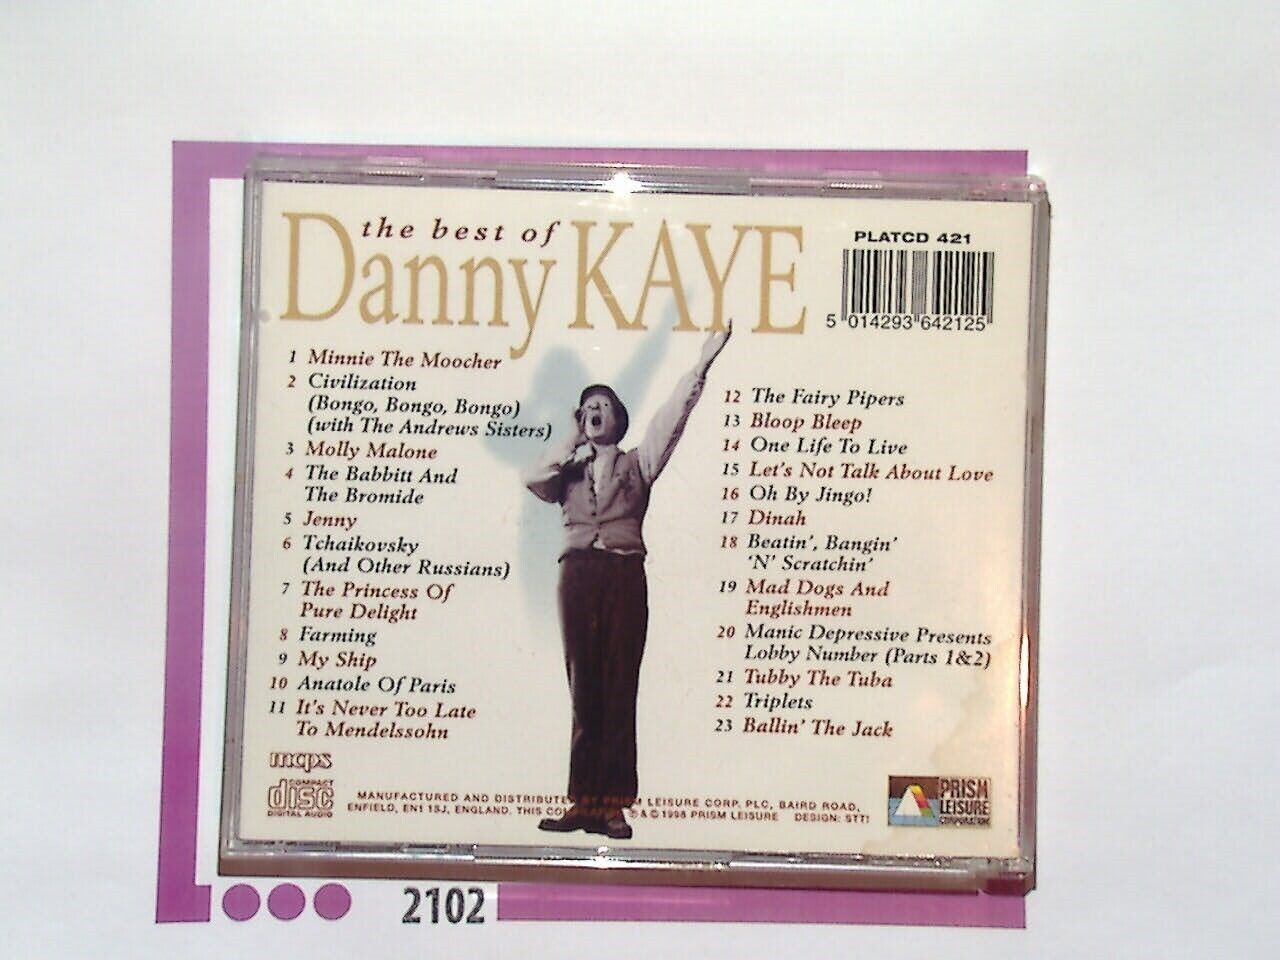 the best of
Danny KAYE
PLATCD 421
5 014293 642125
1 Minnie The Moocher
2 Civilization
(Bongo, Bongo, Bongo)
(with The Andrews Sisters)
3 Molly Malone
4 The Babbitt And
The Bromide
5 Jenny
6 Tchaikovsky
(And Other Russians)
7 The Princess Of
Pure Delight
8 Farming
9 My Ship
10 Anatole Of Paris
11 It's Never Too Late
To Mendelssohn
12 The Fairy Pipers
13 Bloop Bleep
14 One Life To Live
15 Let's Not Talk About Love
16 Oh By Jingo!
17 Dinah
18 Beatin', Bangin'
'N' Scratchin'
19 Mad Dogs And
Englishmen
20 Manic Depressive Presents
Lobby Number (Parts 1&2)
21 Tubby The Tuba
22 Triplets
23 Ballin' The Jack
mcps
COMPACT
disc
DIGITAL AUDIO
MANUFACTURED AND DISTRIBUTED BY PRISM LEISURE CORP. PLC, BAIRD ROAD,
ENFIELD, EN1 1SJ, ENGLAND. THIS ℗ & © 1998 PRISM LEISURE DESIGN: STT!
PRISM
LEISURE
CORPORATION
2102